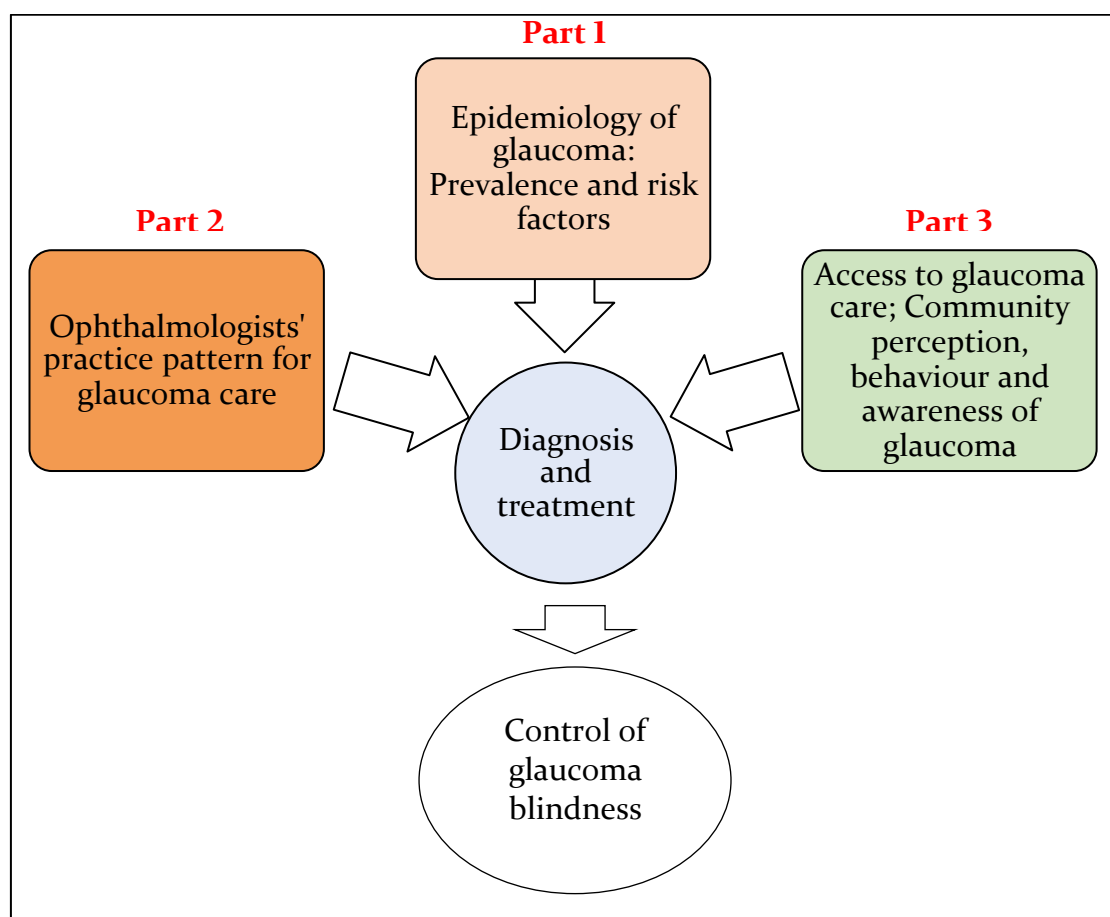 Part 1
Epidemiology of
glaucoma:
Prevalence and risk
factors
Part 2
Ophthalmologists'
practice pattern for
glaucoma care
Part 3
Access to glaucoma
care; Community
perception,
behaviour and
awareness of
glaucoma
Diagnosis
and
treatment
Control of
glaucoma
blindness